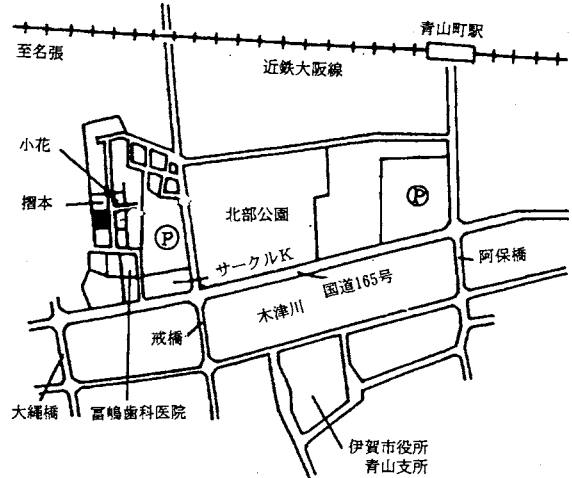 青山町駅
至名張
近鉄大阪線
小花
摺本
北部公園
Ⓟ
Ⓟ
サークルK
国道165号
阿保橋
木津川
戒橋
大縄橋
冨嶋歯科医院
伊賀市役所
青山支所